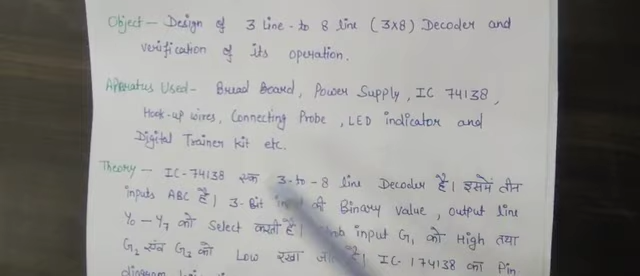 Object - Design of 3 Line - to 8 line (3x8) Decoder and
verification of its operation.
Apparatus Used - Bread Board, Power Supply, IC 74138,
Hook-up wires, Connecting Probe, LED indicator and
Digital Trainer Kit etc.
Theory - IC-74138 एक 3-to-8 line Decoder है। इसमें तीन
inputs ABC है। 3-Bit की Binary value, output line
Y₀ - Y₇ को Select करती है। input G₁ को High तथा
G₂ एवं G₃ को Low रखा है। IC-174138 का Pin